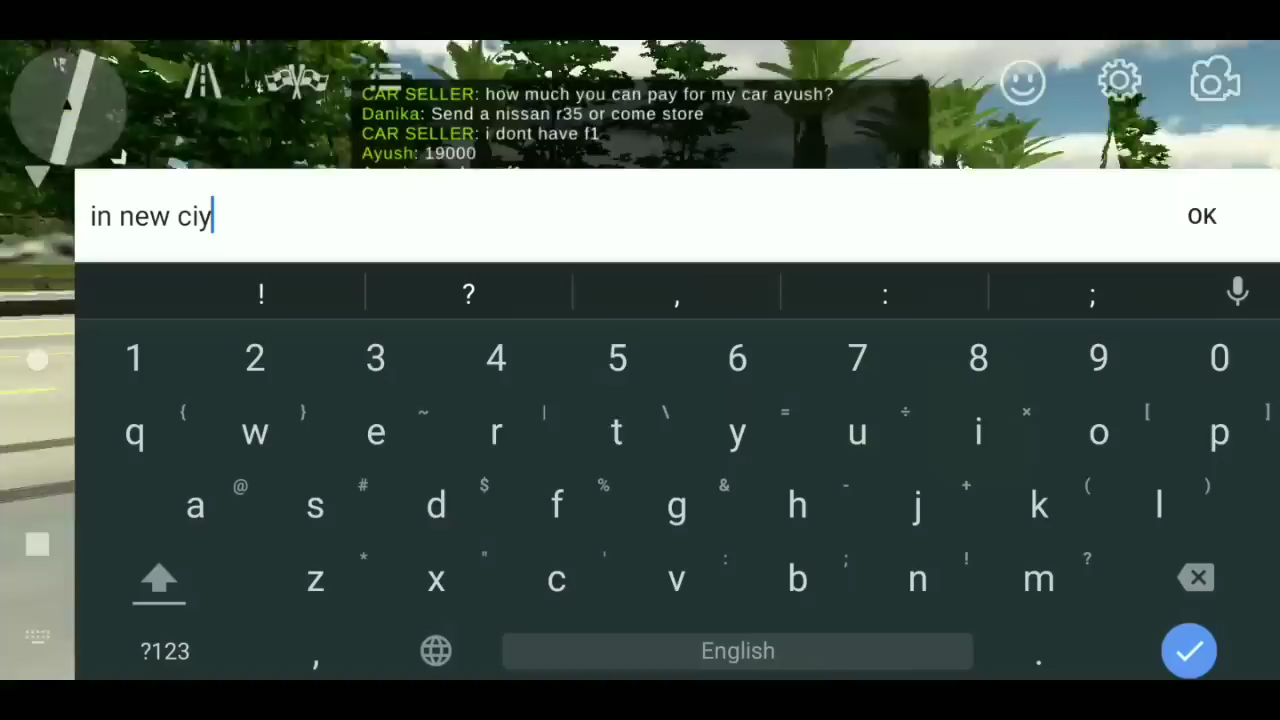 CAR SELLER: how much you can pay for my car ayush?
Danika: Send a nissan r35 or come store
CAR SELLER: i dont have f1
Ayush: 19000
in new ciy
OK
! ? , : ;
1 2 3 4 5 6 7 8 9 0
{ } ~ | \ = ÷ × [ ]
q w e r t y u i o p
@ # $ % & - + ( )
a s d f g h j k l
* " ' : ; ! ?
z x c v b n m
?123 , English .